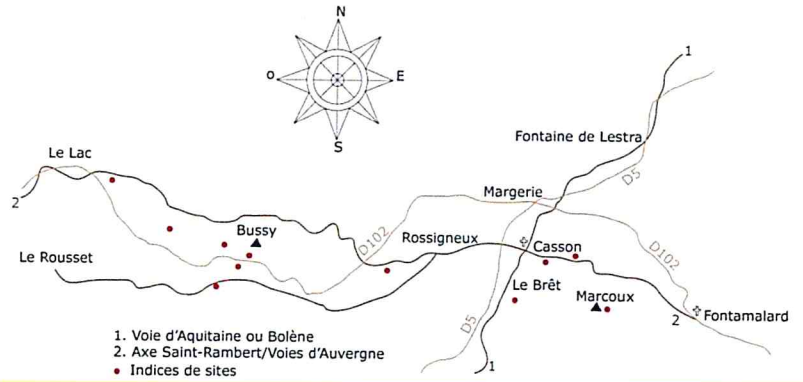 N
O
E
S
1
Fontaine de Lestra
D5
Le Lac
Margerie
2
Bussy
D102
Rossigneux
Casson
D102
Le Rousset
Le Brêt
Marcoux
2
Fontamalard
D5
1. Voie d'Aquitaine ou Bolène
2. Axe Saint-Rambert/Voies d'Auvergne
Indices de sites
1